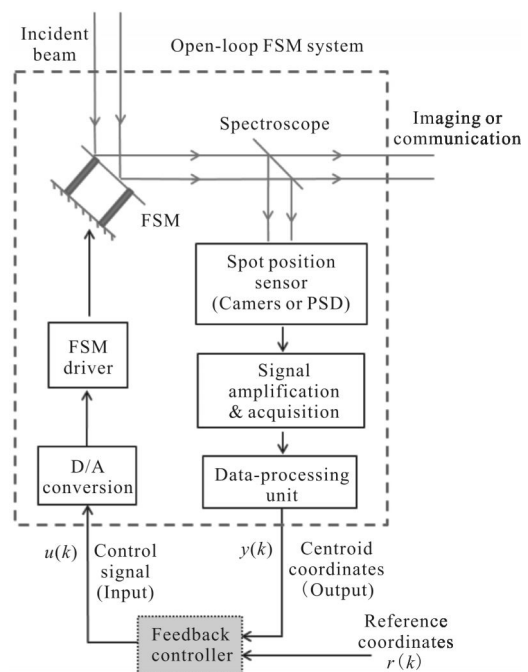 Incident
beam
Open-loop FSM system
Imaging or
communication
Spectroscope
FSM
Spot position
sensor
(Camers or PSD)
FSM
driver
Signal
amplification
& acquisition
D/A
conversion
Data-processing
unit
u(k)
Control
signal
(Input)
y(k)
Centroid
coordinates
(Output)
Feedback
controller
Reference
coordinates
r(k)